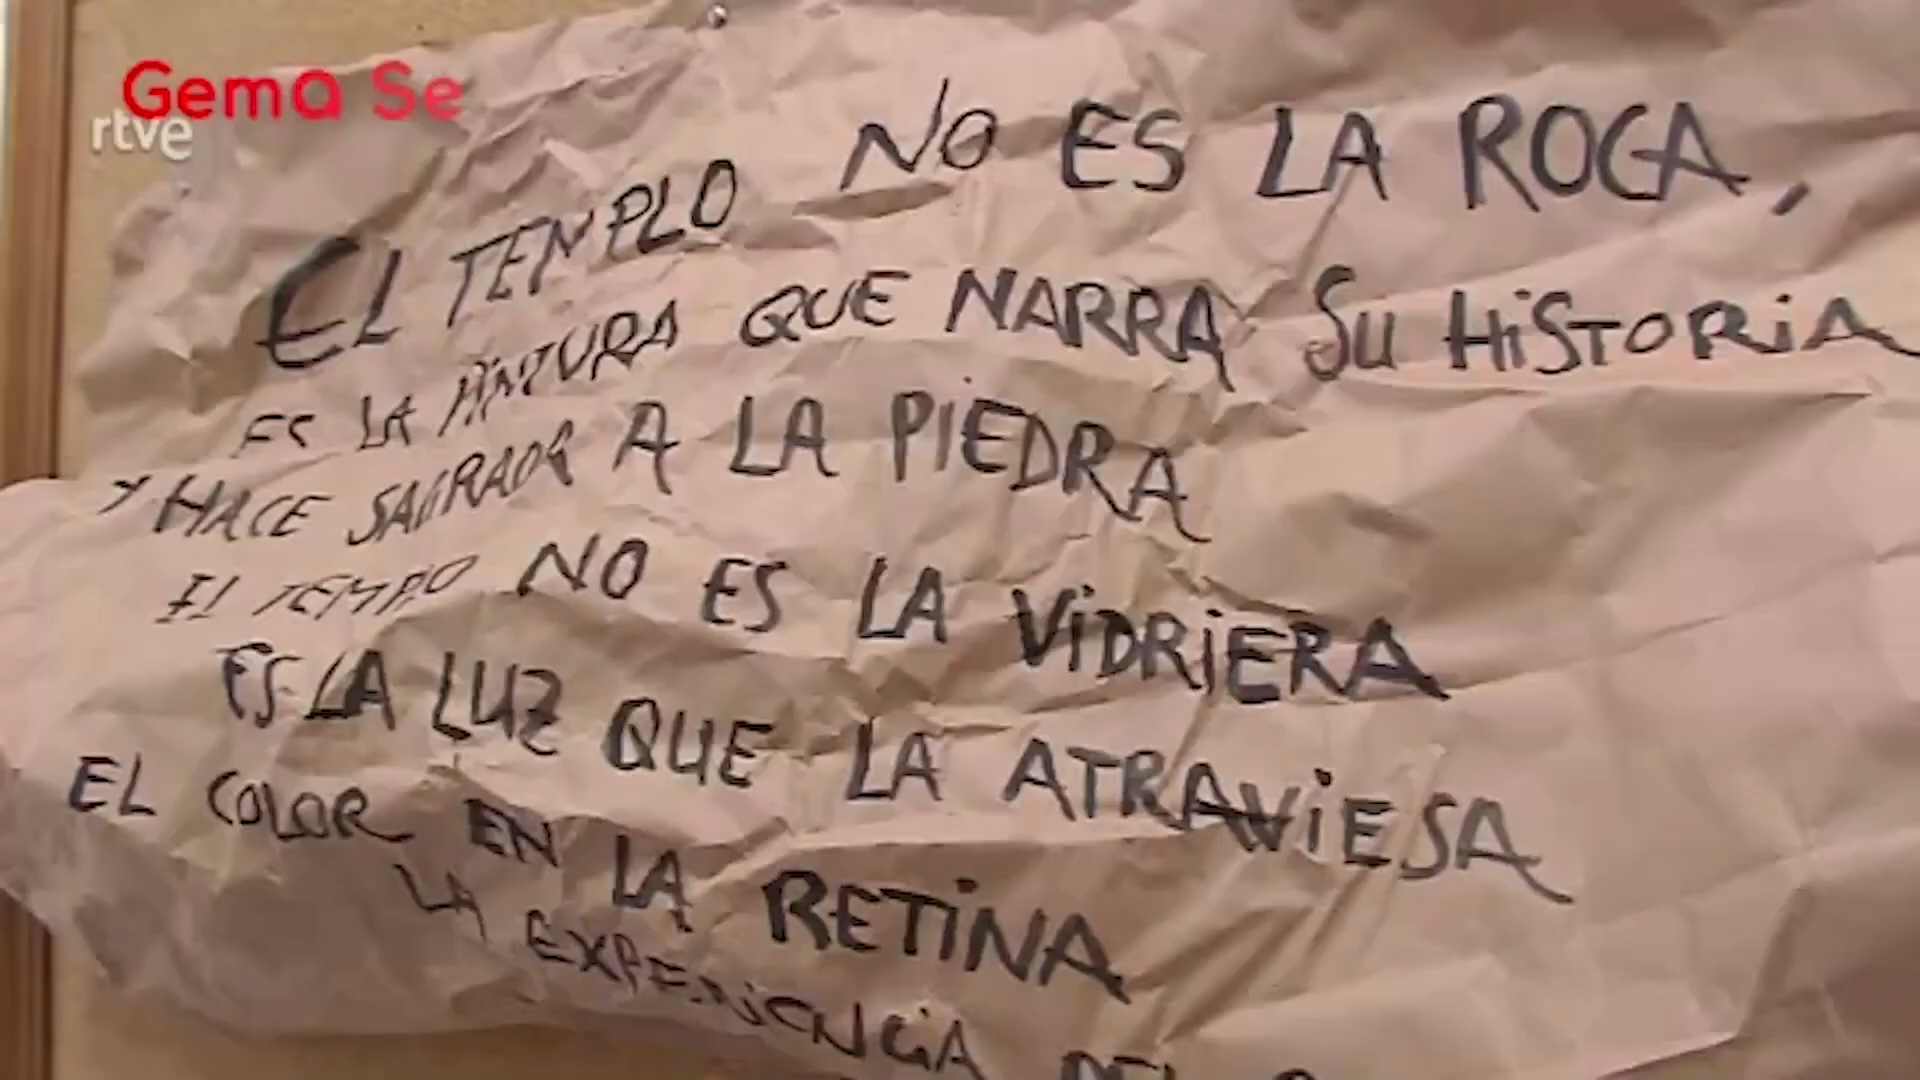 Gema Se
rtve
EL TEMPLO NO ES LA ROCA,
ES LA PINTURA QUE NARRA SU HISTORIA
Y HACE SAGRADA A LA PIEDRA
El TEMPLO NO ES LA ViDRiERA
ES LA LUZ QUE LA ATRAViESA
EL COLOR EN LA RETiNA
LA EXPERiENCiA DEL